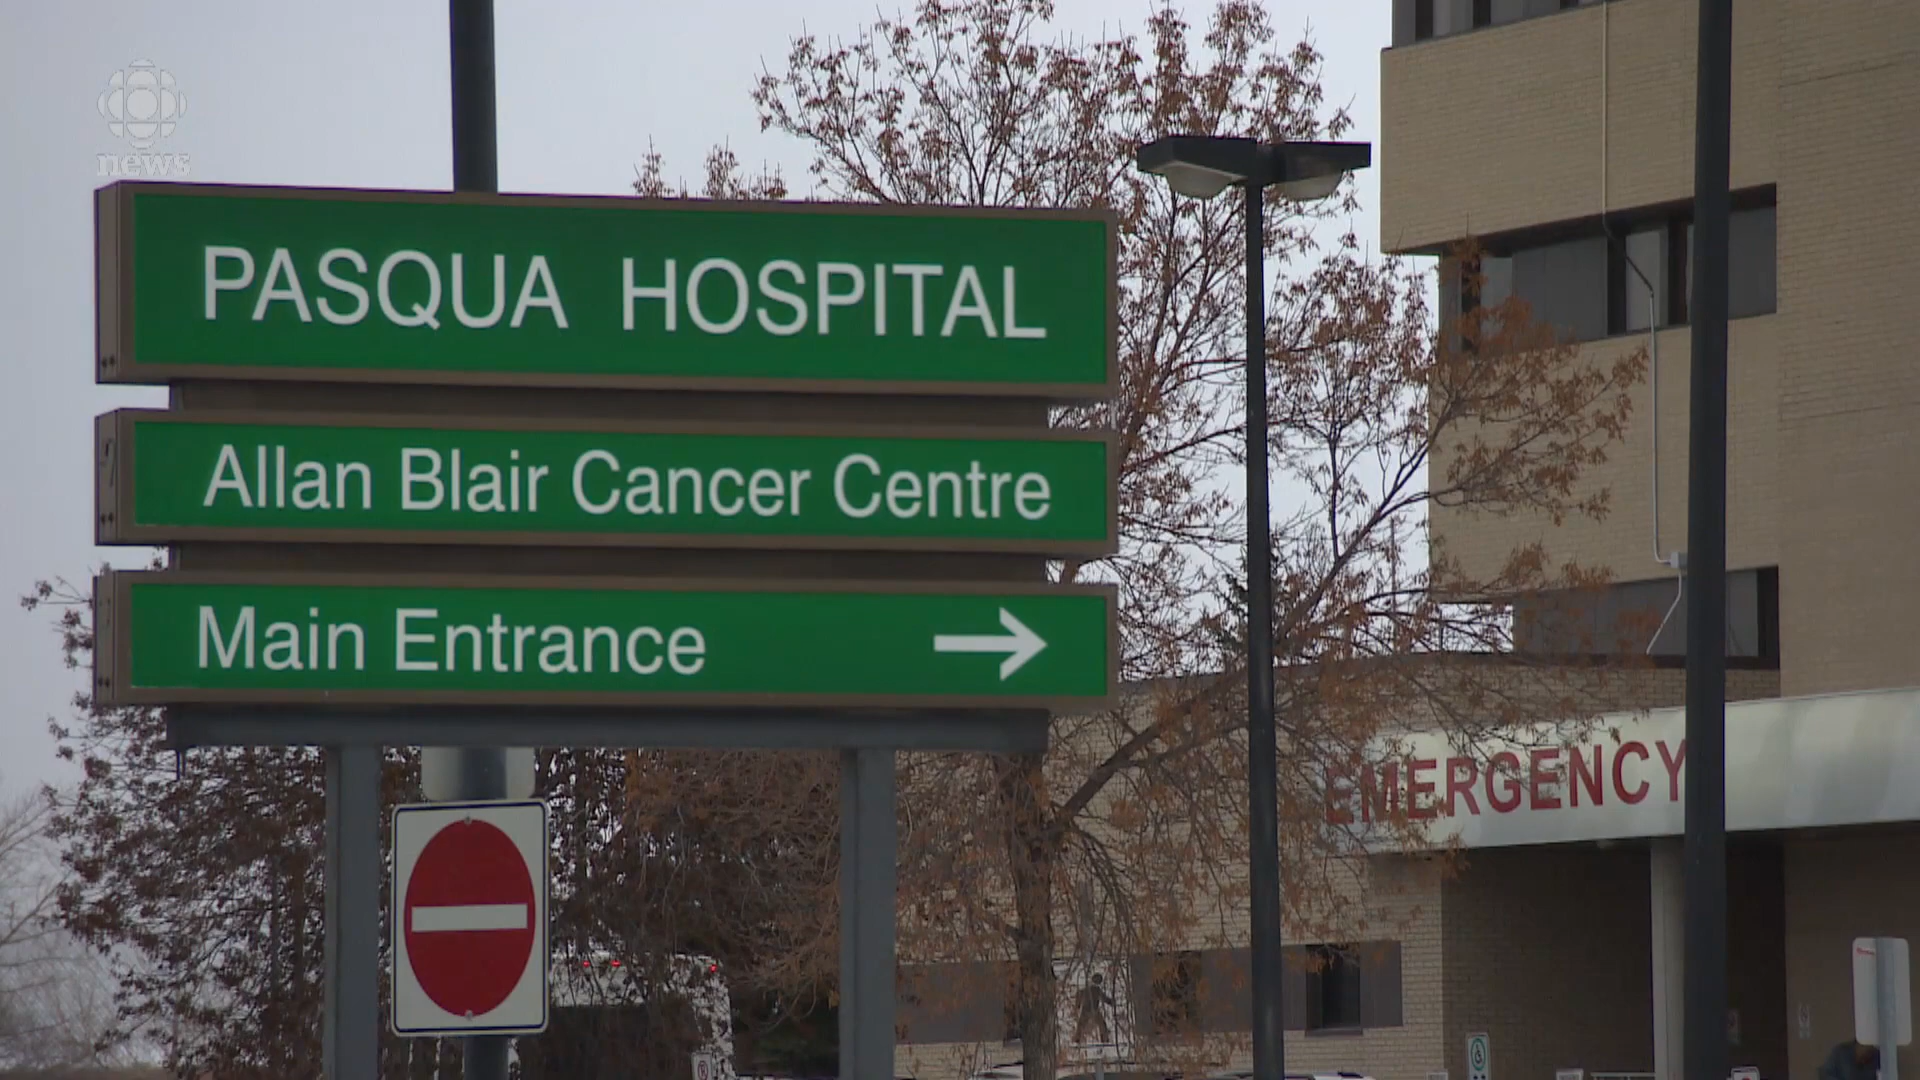 news
PASQUA HOSPITAL
Allan Blair Cancer Centre
Main Entrance →
EMERGENCY